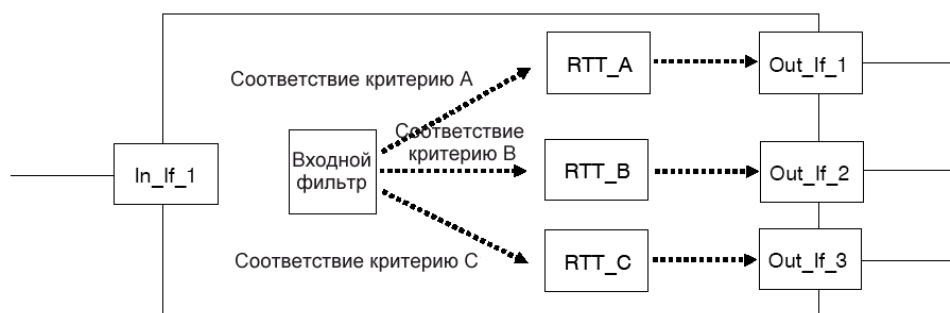 Соответствие критерию A
RTT_A
Out_If_1
In_If_1
Входной
фильтр
Соответствие
критерию B
RTT_B
Out_If_2
Соответствие критерию C
RTT_C
Out_If_3